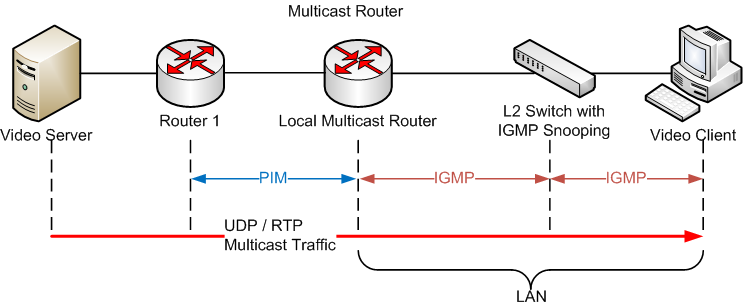 Multicast Router
Video Server
Router 1
Local Multicast Router
L2 Switch with
IGMP Snooping
Video Client
PIM
IGMP
IGMP
UDP / RTP
Multicast Traffic
LAN